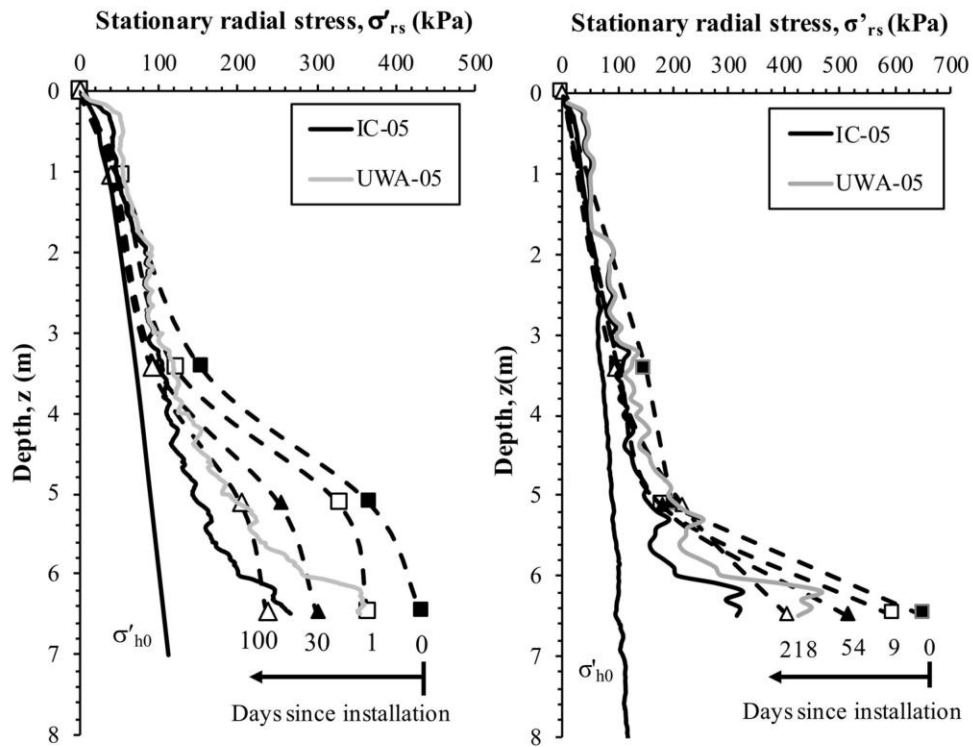 Stationary radial stress, σ′rs (kPa)
0 100 200 300 400 500
0
1
2
3
4
5
6
7
8
Depth, z (m)
IC-05
UWA-05
σ′h0
100 30 1 0
Days since installation
Stationary radial stress, σ’rs (kPa)
0 100 200 300 400 500 600 700
0
1
2
3
4
5
6
7
8
Depth, z(m)
IC-05
UWA-05
σ'h0
218 54 9 0
Days since installation